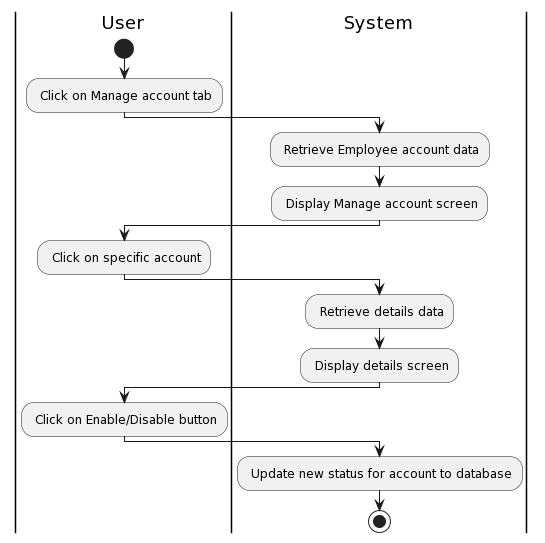 User
System
Click on Manage account tab
Retrieve Employee account data
Display Manage account screen
Click on specific account
Retrieve details data
Display details screen
Click on Enable/Disable button
Update new status for account to database